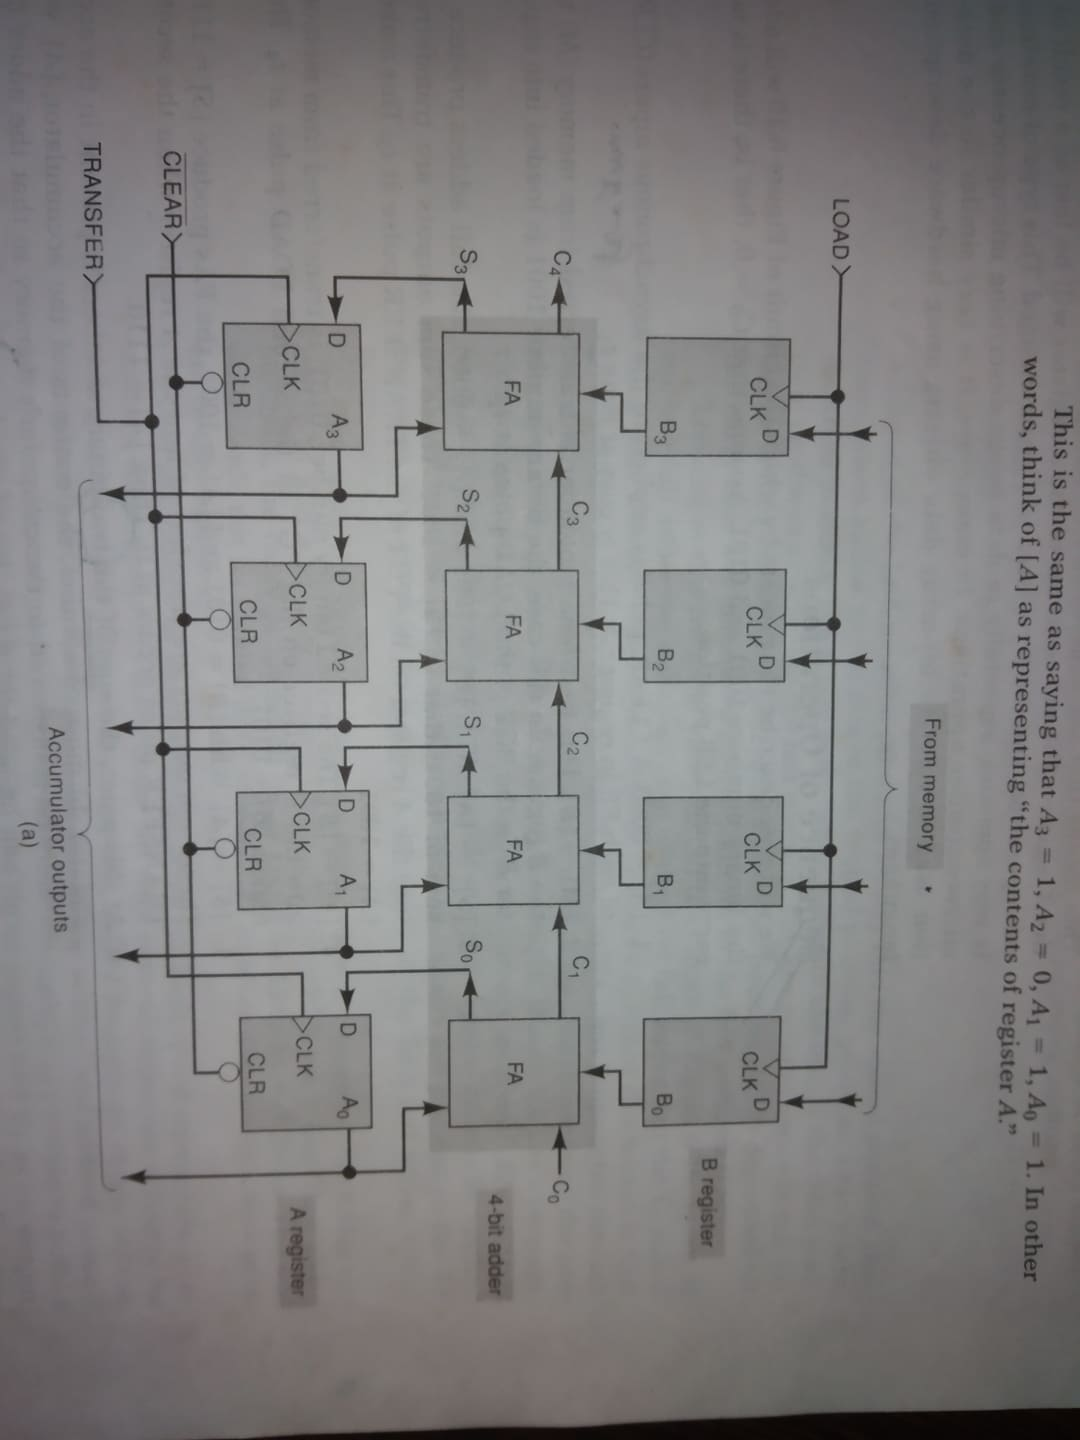 This is the same as saying that A₃ = 1, A₂ = 0, A₁ = 1, A₀ = 1. In other
words, think of [A] as representing “the contents of register A.”
From memory
LOAD
D D D D
CLK CLK CLK CLK
B register
B₃ B₂ B₁ B₀
C₄ C₃ C₂ C₁ C₀
FA FA FA FA
4-bit adder
S₃ S₂ S₁ S₀
D A₃ D A₂ D A₁ D A₀
CLK CLK CLK CLK
A register
CLR CLR CLR CLR
CLEAR
TRANSFER
Accumulator outputs
(a)